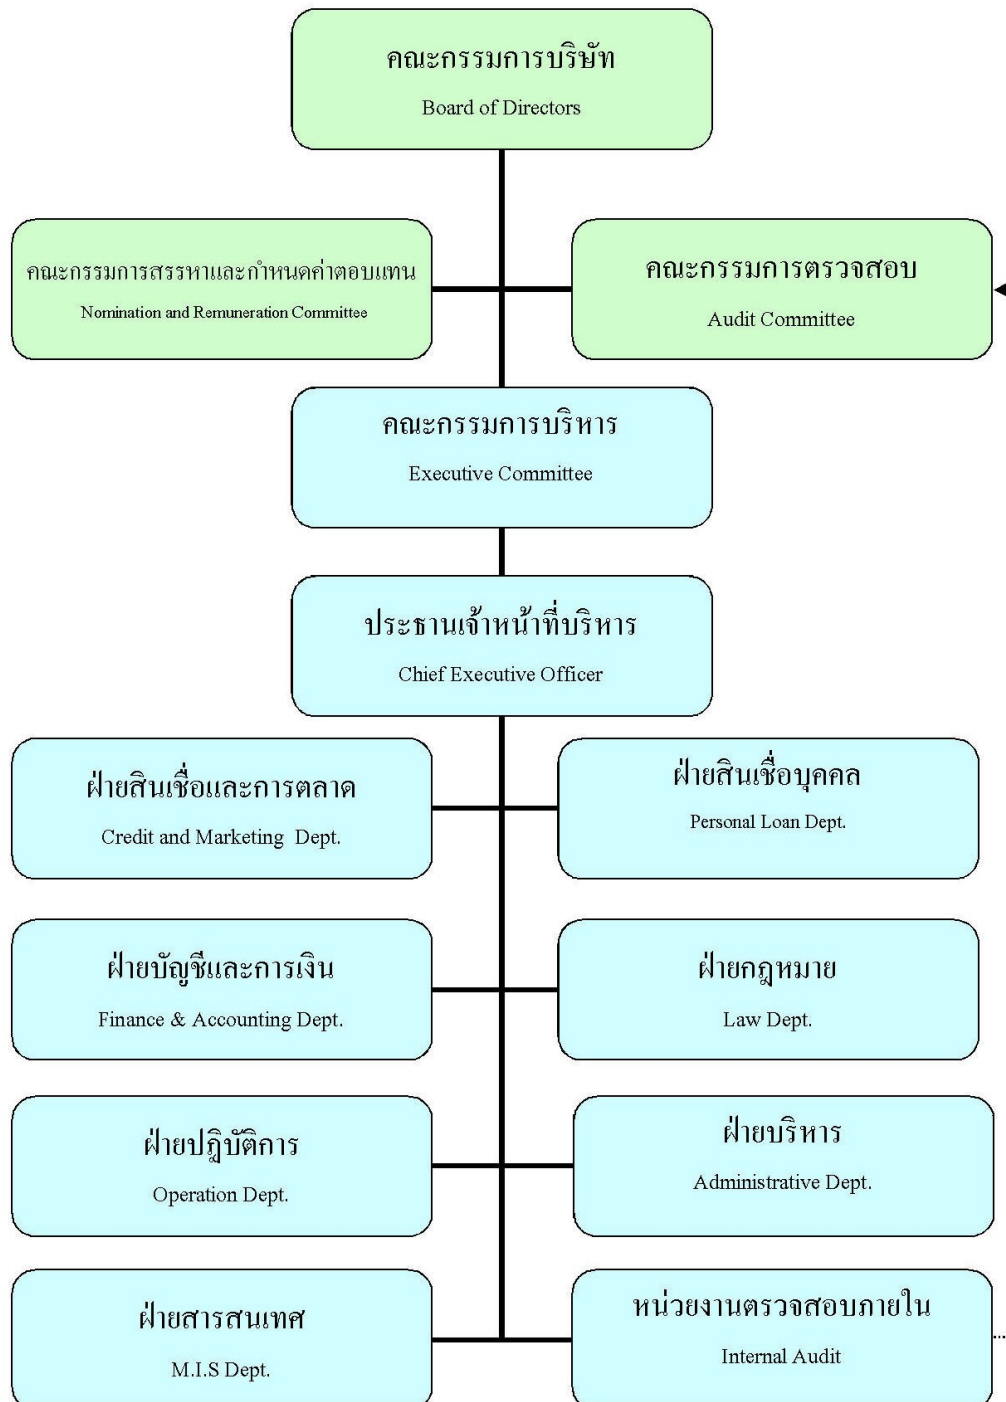 คณะกรรมการบริษัท
Board of Directors
คณะกรรมการสรรหาและกำหนดค่าตอบแทน
Nomination and Remuneration Committee
คณะกรรมการตรวจสอบ
Audit Committee
คณะกรรมการบริหาร
Executive Committee
ประธานเจ้าหน้าที่บริหาร
Chief Executive Officer
ฝ่ายสินเชื่อและการตลาด
Credit and Marketing Dept.
ฝ่ายสินเชื่อบุคคล
Personal Loan Dept.
ฝ่ายบัญชีและการเงิน
Finance & Accounting Dept.
ฝ่ายกฎหมาย
Law Dept.
ฝ่ายปฎิบัติการ
Operation Dept.
ฝ่ายบริหาร
Administrative Dept.
ฝ่ายสารสนเทศ
M.I.S Dept.
หน่วยงานตรวจสอบภายใน
Internal Audit